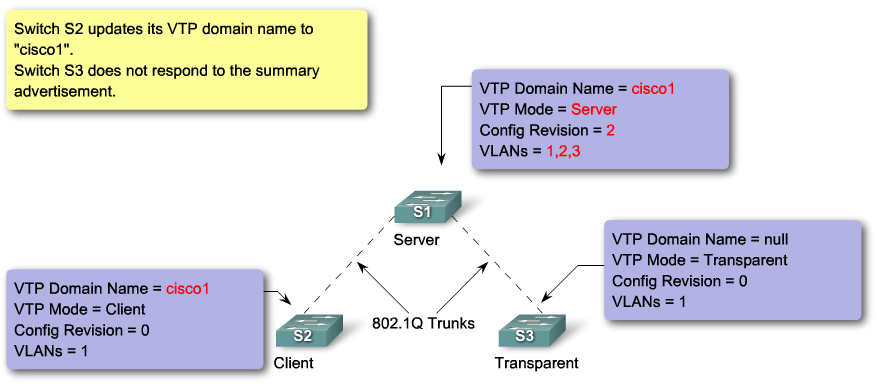 Switch S2 updates its VTP domain name to
"cisco1".
Switch S3 does not respond to the summary
advertisement.
VTP Domain Name = cisco1
VTP Mode = Server
Config Revision = 2
VLANs = 1,2,3
S1
Server
VTP Domain Name = null
VTP Mode = Transparent
Config Revision = 0
VLANs = 1
VTP Domain Name = cisco1
VTP Mode = Client
Config Revision = 0
VLANs = 1
802.1Q Trunks
S2
Client
S3
Transparent